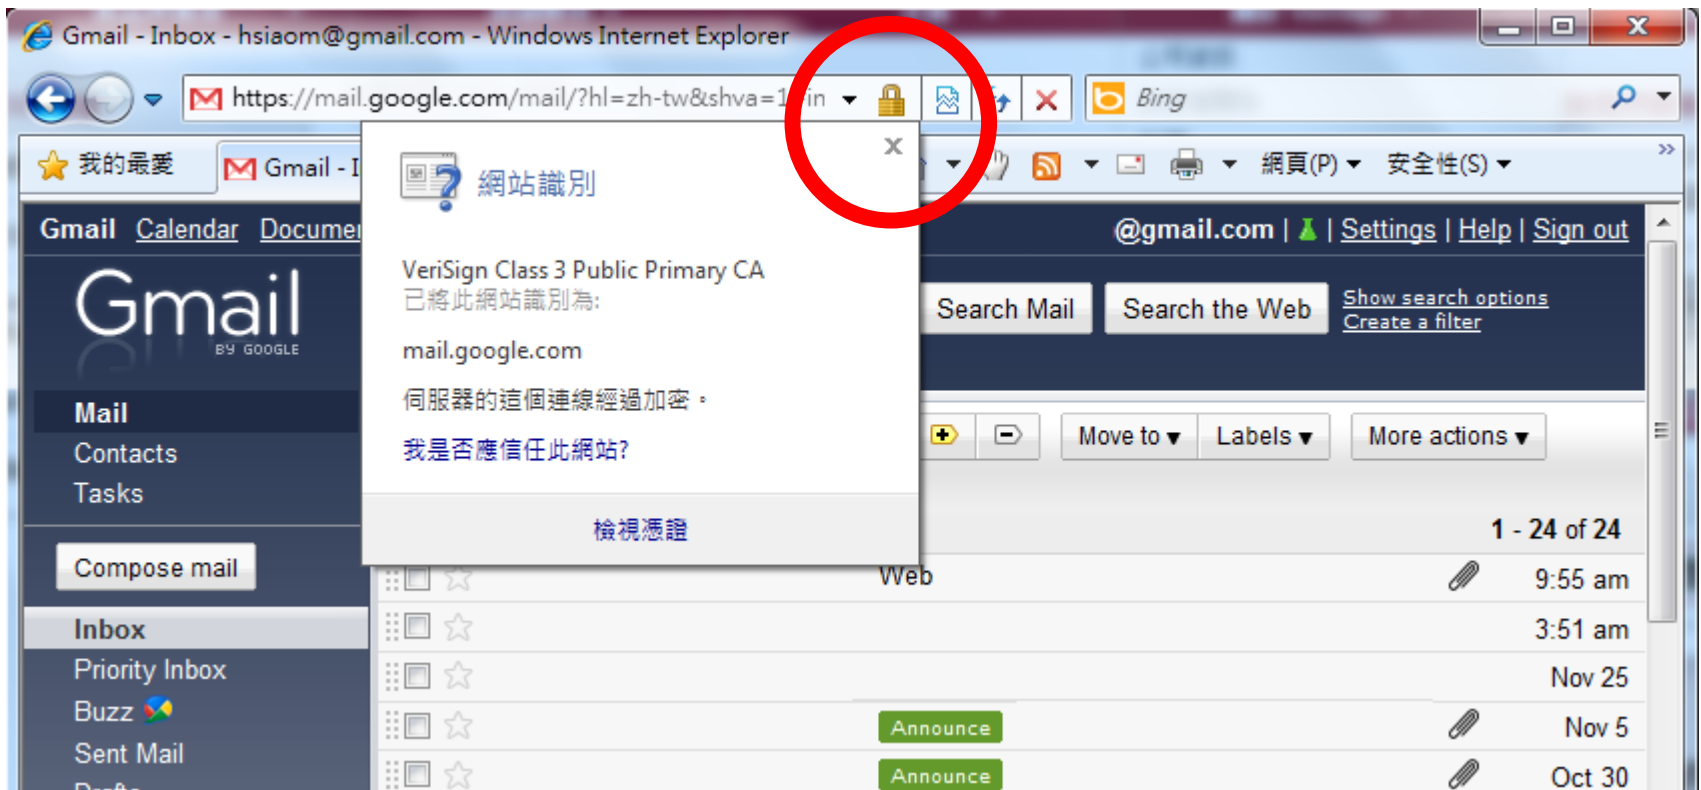 Gmail - Inbox - hsiaom@gmail.com - Windows Internet Explorer
https://mail.google.com/mail/?hl=zh-tw&shva=1
in
Bing
我的最愛
Gmail - I
網頁(P)
安全性(S)
網站識別
VeriSign Class 3 Public Primary CA
已將此網站識別為:
mail.google.com
伺服器的這個連線經過加密。
我是否應信任此網站?
檢視憑證
Gmail Calendar Documen
@gmail.com | Settings | Help | Sign out
Gmail
BY GOOGLE
Search Mail
Search the Web
Show search options
Create a filter
Mail
Contacts
Tasks
Move to
Labels
More actions
1 - 24 of 24
Compose mail
Web
9:55 am
Inbox
3:51 am
Priority Inbox
Nov 25
Buzz
Announce
Nov 5
Sent Mail
Announce
Oct 30